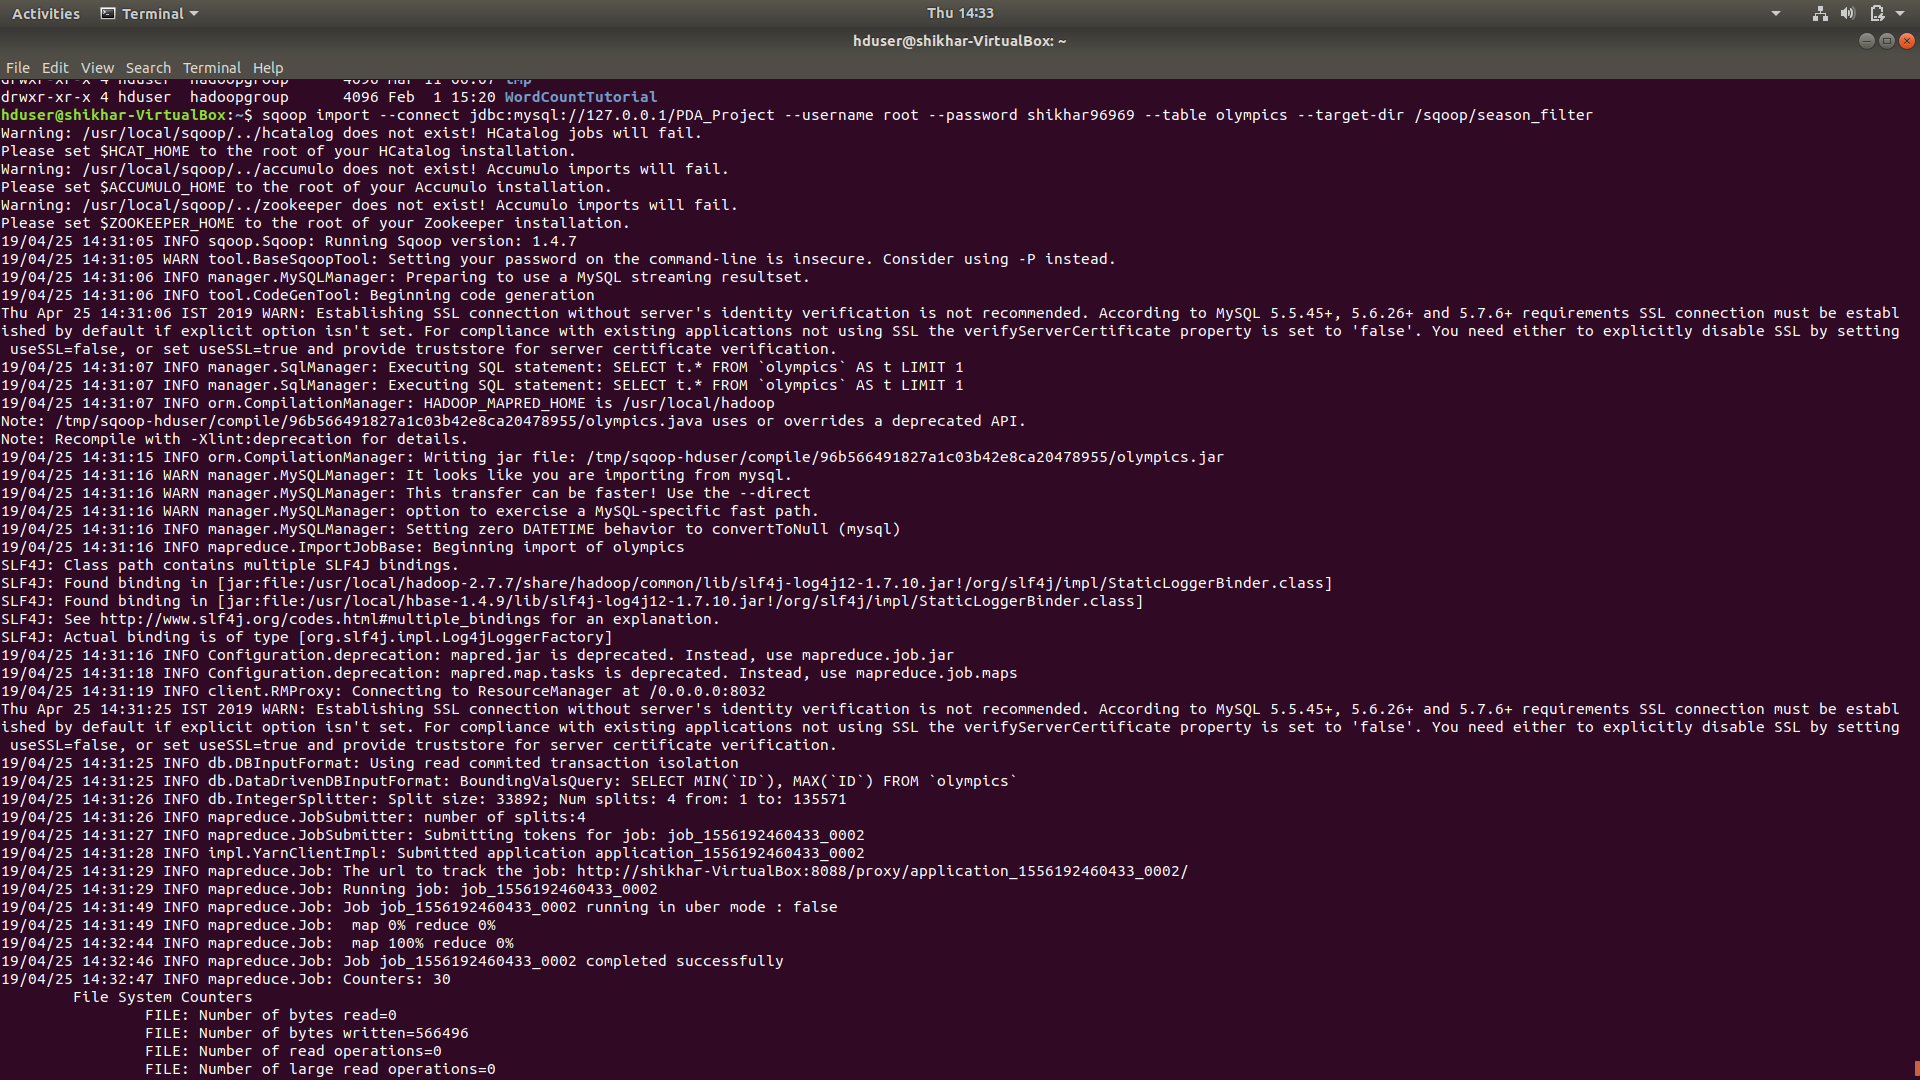 Activities Terminal Thu 14:33
hduser@shikhar-VirtualBox: ~
File Edit View Search Terminal Help
drwxr-xr-x 4 hduser hadoopgroup 4096 Mar 11 tmp
drwxr-xr-x 4 hduser  hadoopgroup      4096 Feb  1 15:20 WordCountTutorial
hduser@shikhar-VirtualBox:~$ sqoop import --connect jdbc:mysql://127.0.0.1/PDA_Project --username root --password shikhar96969 --table olympics --target-dir /sqoop/season_filter
Warning: /usr/local/sqoop/../hcatalog does not exist! HCatalog jobs will fail.
Please set $HCAT_HOME to the root of your HCatalog installation.
Warning: /usr/local/sqoop/../accumulo does not exist! Accumulo imports will fail.
Please set $ACCUMULO_HOME to the root of your Accumulo installation.
Warning: /usr/local/sqoop/../zookeeper does not exist! Accumulo imports will fail.
Please set $ZOOKEEPER_HOME to the root of your Zookeeper installation.
19/04/25 14:31:05 INFO sqoop.Sqoop: Running Sqoop version: 1.4.7
19/04/25 14:31:05 WARN tool.BaseSqoopTool: Setting your password on the command-line is insecure. Consider using -P instead.
19/04/25 14:31:06 INFO manager.MySQLManager: Preparing to use a MySQL streaming resultset.
19/04/25 14:31:06 INFO tool.CodeGenTool: Beginning code generation
Thu Apr 25 14:31:06 IST 2019 WARN: Establishing SSL connection without server's identity verification is not recommended. According to MySQL 5.5.45+, 5.6.26+ and 5.7.6+ requirements SSL connection must be establ
ished by default if explicit option isn't set. For compliance with existing applications not using SSL the verifyServerCertificate property is set to 'false'. You need either to explicitly disable SSL by setting
 useSSL=false, or set useSSL=true and provide truststore for server certificate verification.
19/04/25 14:31:07 INFO manager.SqlManager: Executing SQL statement: SELECT t.* FROM `olympics` AS t LIMIT 1
19/04/25 14:31:07 INFO manager.SqlManager: Executing SQL statement: SELECT t.* FROM `olympics` AS t LIMIT 1
19/04/25 14:31:07 INFO orm.CompilationManager: HADOOP_MAPRED_HOME is /usr/local/hadoop
Note: /tmp/sqoop-hduser/compile/96b566491827a1c03b42e8ca20478955/olympics.java uses or overrides a deprecated API.
Note: Recompile with -Xlint:deprecation for details.
19/04/25 14:31:15 INFO orm.CompilationManager: Writing jar file: /tmp/sqoop-hduser/compile/96b566491827a1c03b42e8ca20478955/olympics.jar
19/04/25 14:31:16 WARN manager.MySQLManager: It looks like you are importing from mysql.
19/04/25 14:31:16 WARN manager.MySQLManager: This transfer can be faster! Use the --direct
19/04/25 14:31:16 WARN manager.MySQLManager: option to exercise a MySQL-specific fast path.
19/04/25 14:31:16 INFO manager.MySQLManager: Setting zero DATETIME behavior to convertToNull (mysql)
19/04/25 14:31:16 INFO mapreduce.ImportJobBase: Beginning import of olympics
SLF4J: Class path contains multiple SLF4J bindings.
SLF4J: Found binding in [jar:file:/usr/local/hadoop-2.7.7/share/hadoop/common/lib/slf4j-log4j12-1.7.10.jar!/org/slf4j/impl/StaticLoggerBinder.class]
SLF4J: Found binding in [jar:file:/usr/local/hbase-1.4.9/lib/slf4j-log4j12-1.7.10.jar!/org/slf4j/impl/StaticLoggerBinder.class]
SLF4J: See http://www.slf4j.org/codes.html#multiple_bindings for an explanation.
SLF4J: Actual binding is of type [org.slf4j.impl.Log4jLoggerFactory]
19/04/25 14:31:16 INFO Configuration.deprecation: mapred.jar is deprecated. Instead, use mapreduce.job.jar
19/04/25 14:31:18 INFO Configuration.deprecation: mapred.map.tasks is deprecated. Instead, use mapreduce.job.maps
19/04/25 14:31:19 INFO client.RMProxy: Connecting to ResourceManager at /0.0.0.0:8032
Thu Apr 25 14:31:25 IST 2019 WARN: Establishing SSL connection without server's identity verification is not recommended. According to MySQL 5.5.45+, 5.6.26+ and 5.7.6+ requirements SSL connection must be establ
ished by default if explicit option isn't set. For compliance with existing applications not using SSL the verifyServerCertificate property is set to 'false'. You need either to explicitly disable SSL by setting
 useSSL=false, or set useSSL=true and provide truststore for server certificate verification.
19/04/25 14:31:25 INFO db.DBInputFormat: Using read commited transaction isolation
19/04/25 14:31:25 INFO db.DataDrivenDBInputFormat: BoundingValsQuery: SELECT MIN(`ID`), MAX(`ID`) FROM `olympics`
19/04/25 14:31:26 INFO db.IntegerSplitter: Split size: 33892; Num splits: 4 from: 1 to: 135571
19/04/25 14:31:26 INFO mapreduce.JobSubmitter: number of splits:4
19/04/25 14:31:27 INFO mapreduce.JobSubmitter: Submitting tokens for job: job_1556192460433_0002
19/04/25 14:31:28 INFO impl.YarnClientImpl: Submitted application application_1556192460433_0002
19/04/25 14:31:29 INFO mapreduce.Job: The url to track the job: http://shikhar-VirtualBox:8088/proxy/application_1556192460433_0002/
19/04/25 14:31:29 INFO mapreduce.Job: Running job: job_1556192460433_0002
19/04/25 14:31:49 INFO mapreduce.Job: Job job_1556192460433_0002 running in uber mode : false
19/04/25 14:31:49 INFO mapreduce.Job:  map 0% reduce 0%
19/04/25 14:32:44 INFO mapreduce.Job:  map 100% reduce 0%
19/04/25 14:32:46 INFO mapreduce.Job: Job job_1556192460433_0002 completed successfully
19/04/25 14:32:47 INFO mapreduce.Job: Counters: 30
File System Counters
FILE: Number of bytes read=0
FILE: Number of bytes written=566496
FILE: Number of read operations=0
FILE: Number of large read operations=0